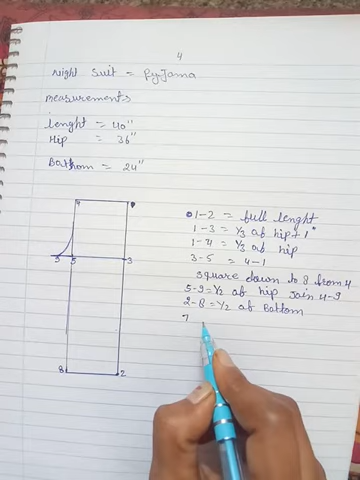 4
Night Suit = Pyjama
measurements
Lenght = 40"
Hip = 36"
Bathom = 24"
1-2 = full lenght
1-3 = 1/3 of hip + 1"
1-4 = 1/3 of hip
3-5 = 4-1
Square down to 8 from 4
5-9 = 1/2 of hip Join 4-9
2-8 = 1/2 of Bottom
7
4
5 5 3
8 2